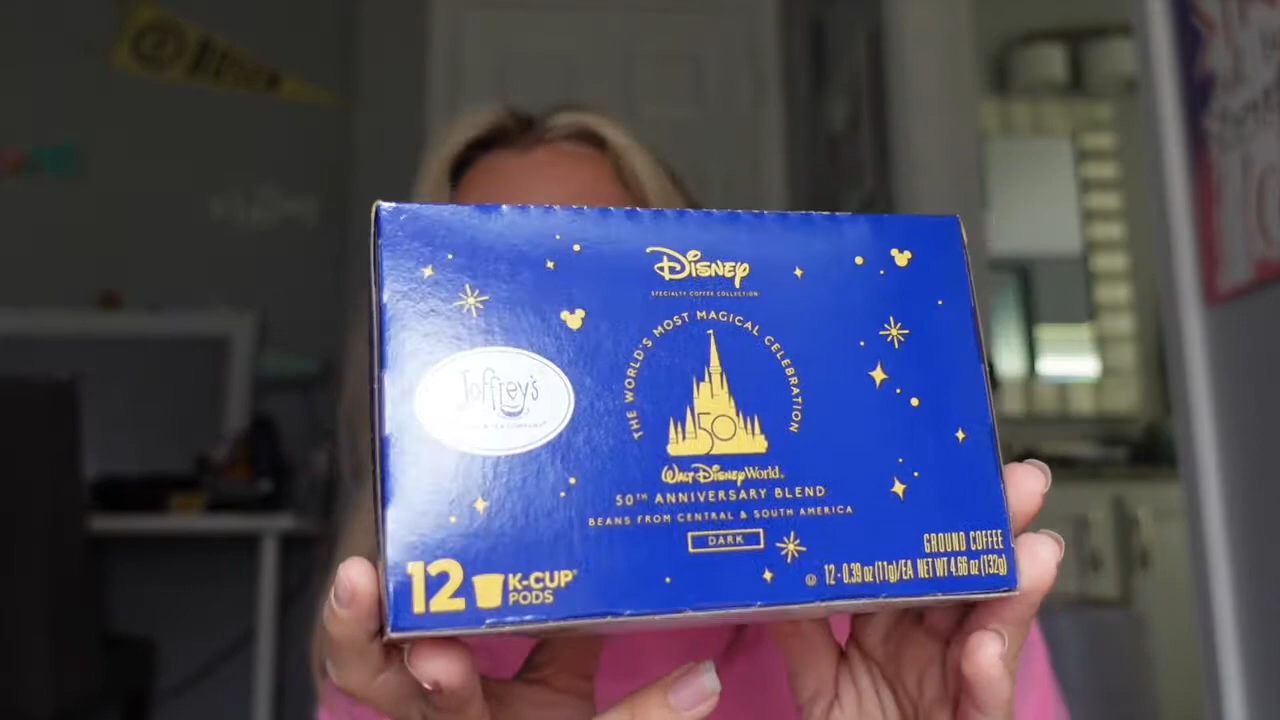 Disney
SPECIALTY COFFEE COLLECTION
THE WORLD'S MOST MAGICAL CELEBRATION
50
Walt Disney World®
50TH ANNIVERSARY BLEND
BEANS FROM CENTRAL & SOUTH AMERICA
DARK
Joffrey's
& TEA COMPANY
12 K-CUP®
PODS
GROUND COFFEE
12 - 0.39 oz (11g)/EA NET WT 4.66 oz (132g)